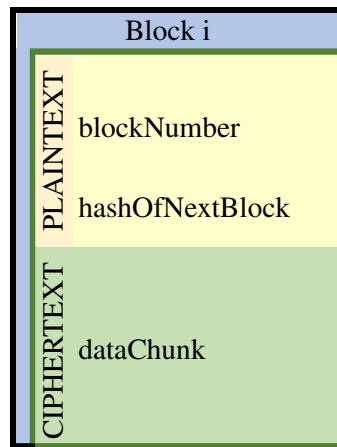 Block i
PLAINTEXT
blockNumber
hashOfNextBlock
CIPHERTEXT
dataChunk